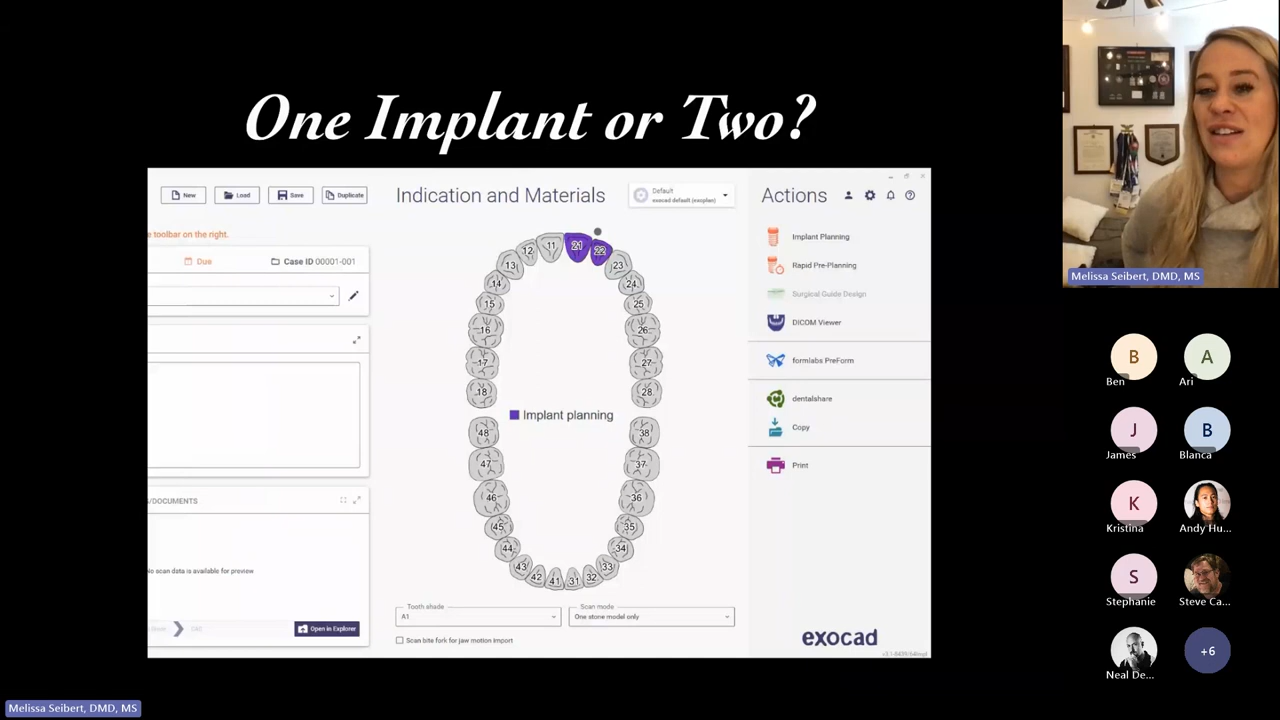 One Implant or Two?
New
Load
Save
Duplicate
Indication and Materials
Default
exocad default (exoplan)
Actions
e toolbar on the right.
Due
Case ID 00001-001
11
21
12
22
13
23
14
24
15
25
16
26
17
27
18
28
Implant planning
48
38
47
37
46
36
45
35
44
34
43
33
42
32
41
31
Implant Planning
Rapid Pre-Planning
Surgical Guide Design
DICOM Viewer
formlabs PreForm
dentalshare
Copy
Print
S/DOCUMENTS
No scan data is available for preview
CAD
Open in Explorer
Tooth shade
A1
Scan mode
One stone model only
Scan bite fork for jaw motion import
exocad
Melissa Seibert, DMD, MS
B
Ben
A
Ari
J
James
B
Blanca
K
Kristina
Andy Hu...
S
Stephanie
Steve Ca...
Neal De...
+6
Melissa Seibert, DMD, MS